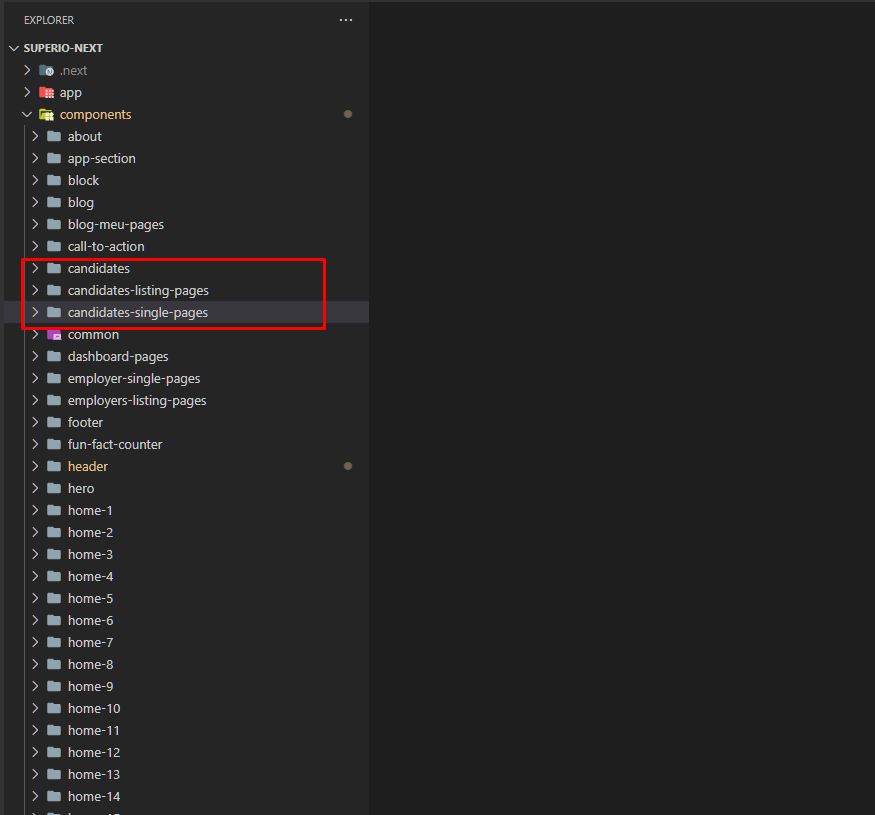 EXPLORER ...
SUPERIO-NEXT
.next
app
components
about
app-section
block
blog
blog-meu-pages
call-to-action
candidates
candidates-listing-pages
candidates-single-pages
common
dashboard-pages
employer-single-pages
employers-listing-pages
footer
fun-fact-counter
header
hero
home-1
home-2
home-3
home-4
home-5
home-6
home-7
home-8
home-9
home-10
home-11
home-12
home-13
home-14